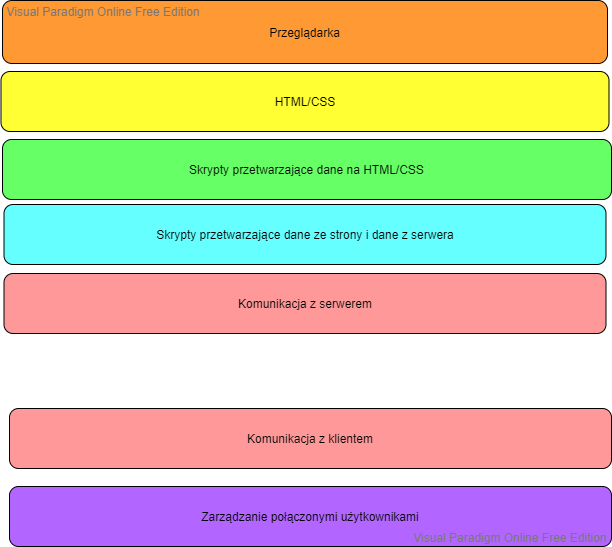 Visual Paradigm Online Free Edition
Przeglądarka
HTML/CSS
Skrypty przetwarzające dane na HTML/CSS
Skrypty przetwarzające dane ze strony i dane z serwera
Komunikacja z serwerem
Komunikacja z klientem
Zarządzanie połączonymi użytkownikami
Visual Paradigm Online Free Edition